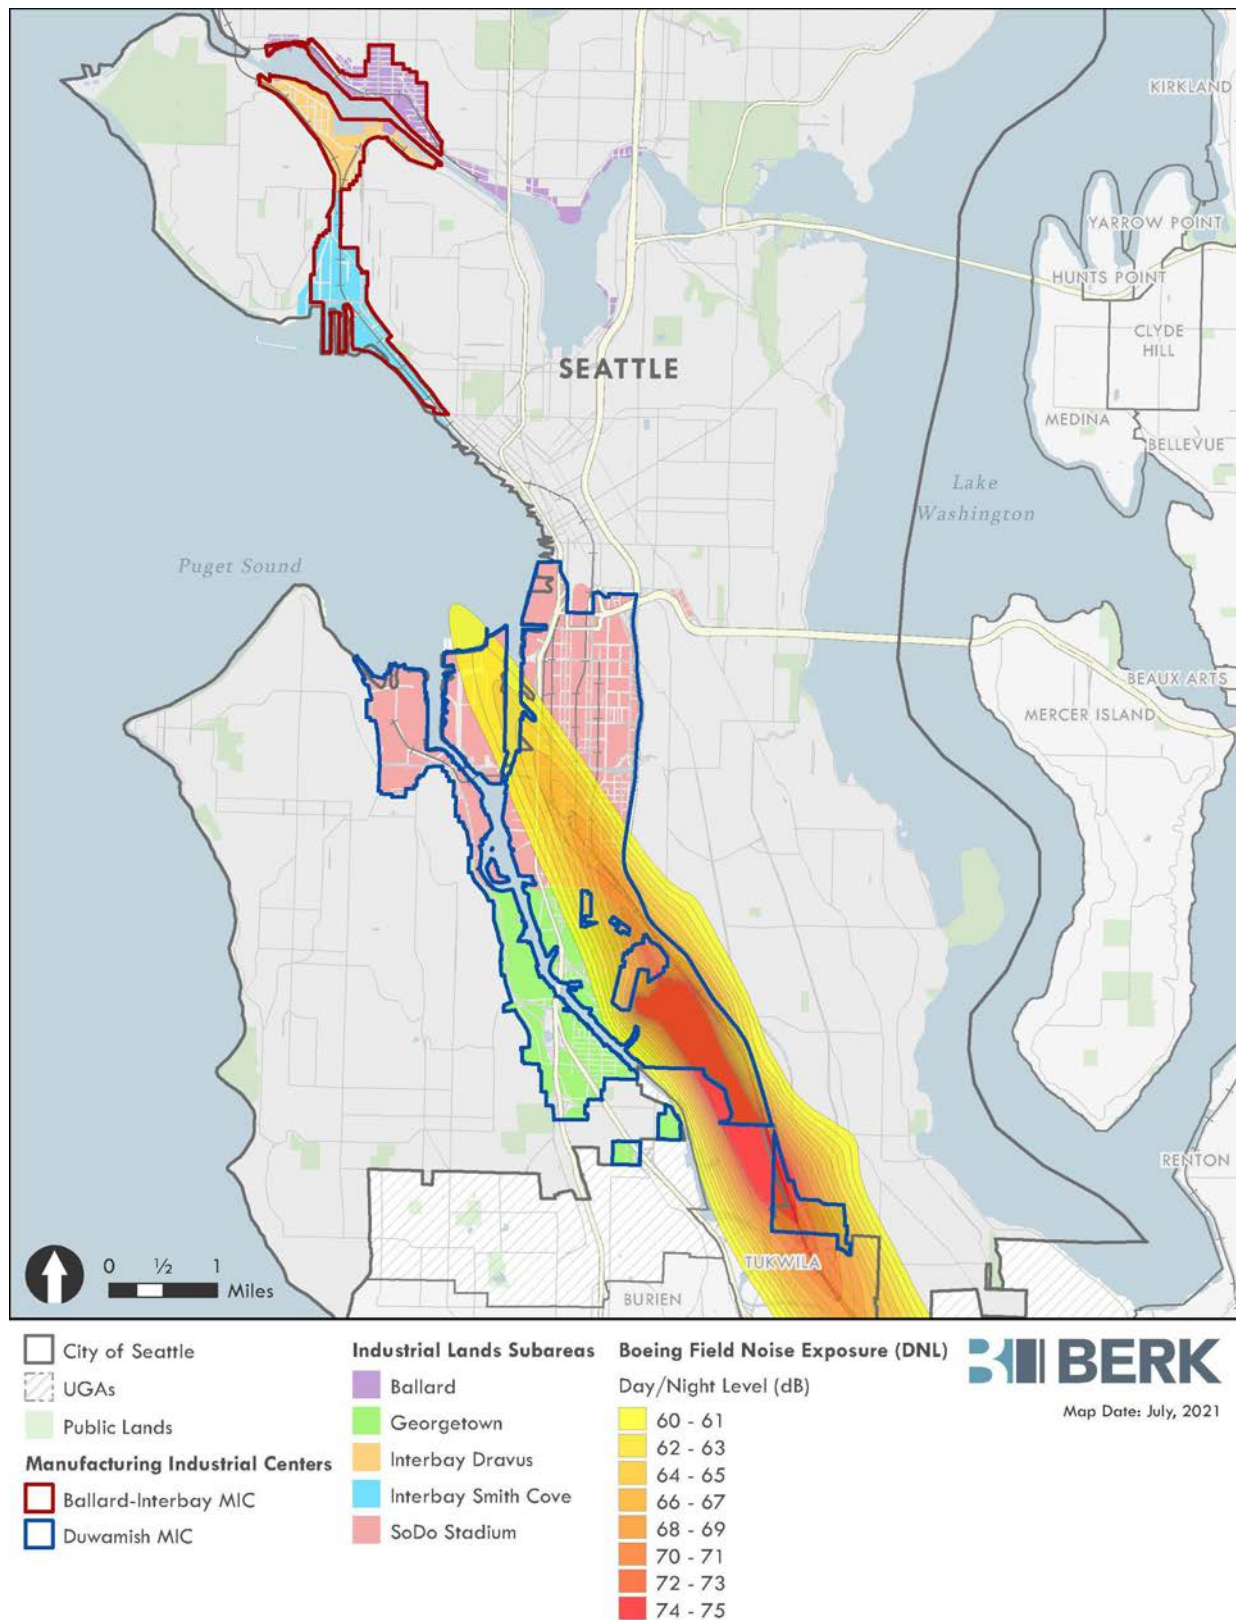 KIRKLAND
YARROW POINT
HUNTS POINT
CLYDE
HILL
SEATTLE
MEDINA
BELLEVUE
Lake
Washington
Puget Sound
BEAUX ARTS
MERCER ISLAND
RENTON
TUKWILA
BURIEN
0 ½ 1
Miles
City of Seattle
UGAs
Public Lands
Manufacturing Industrial Centers
Ballard-Interbay MIC
Duwamish MIC
Industrial Lands Subareas
Ballard
Georgetown
Interbay Dravus
Interbay Smith Cove
SoDo Stadium
Boeing Field Noise Exposure (DNL)
Day/Night Level (dB)
60 - 61
62 - 63
64 - 65
66 - 67
68 - 69
70 - 71
72 - 73
74 - 75
BERK
Map Date: July, 2021